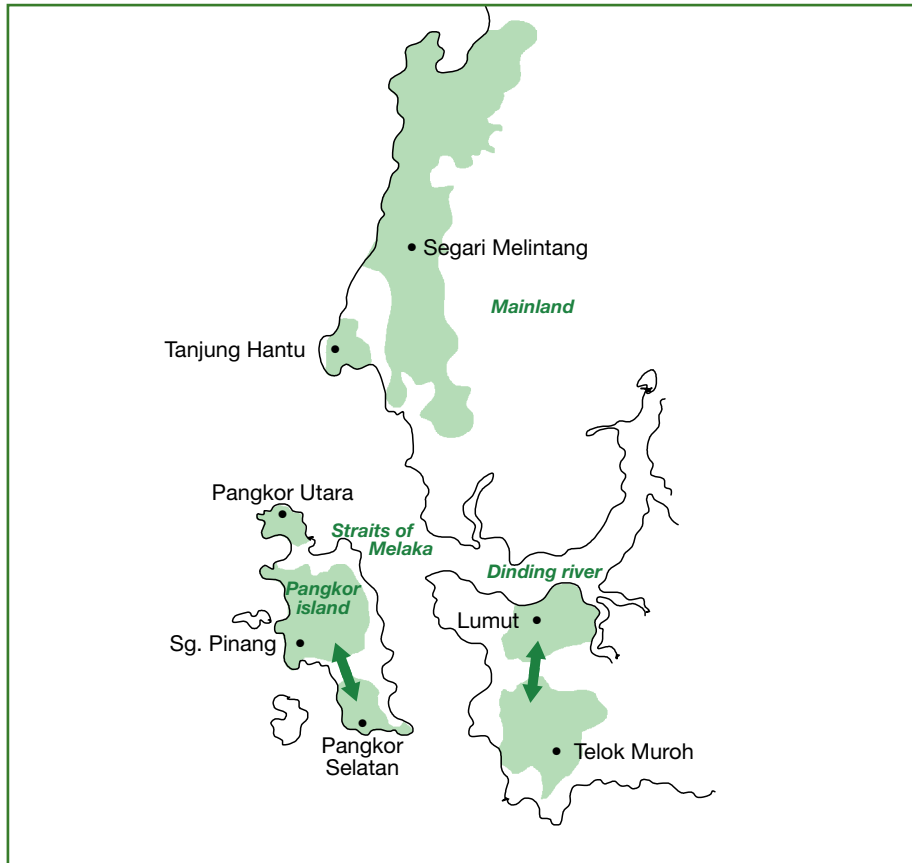 Segari Melintang
Mainland
Tanjung Hantu
Pangkor Utara
Straits of
Melaka
Dinding river
Pangkor
island
Lumut
Sg. Pinang
Pangkor
Selatan
Telok Muroh